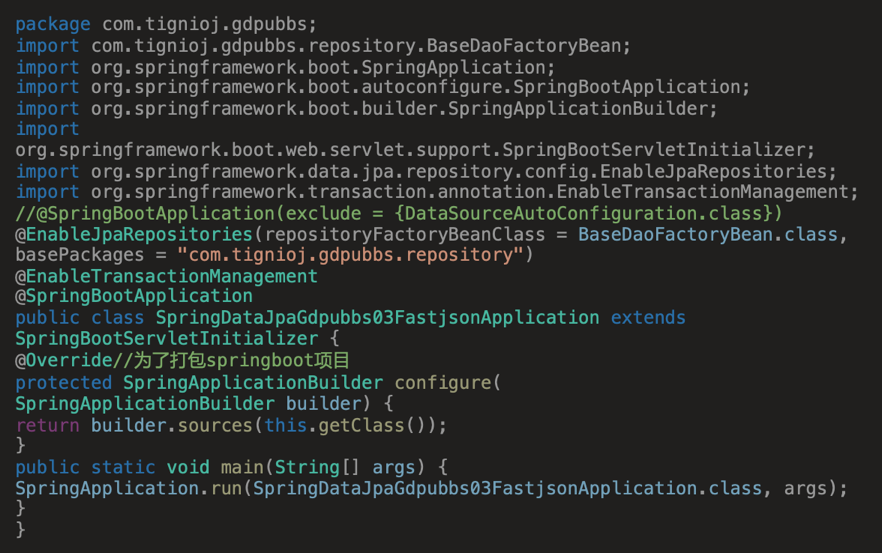 package com.tignioj.gdpubbs;
import com.tignioj.gdpubbs.repository.BaseDaoFactoryBean;
import org.springframework.boot.SpringApplication;
import org.springframework.boot.autoconfigure.SpringBootApplication;
import org.springframework.boot.builder.SpringApplicationBuilder;
import
org.springframework.boot.web.servlet.support.SpringBootServletInitializer;
import org.springframework.data.jpa.repository.config.EnableJpaRepositories;
import org.springframework.transaction.annotation.EnableTransactionManagement;
//@SpringBootApplication(exclude = {DataSourceAutoConfiguration.class})
@EnableJpaRepositories(repositoryFactoryBeanClass = BaseDaoFactoryBean.class,
basePackages = "com.tignioj.gdpubbs.repository")
@EnableTransactionManagement
@SpringBootApplication
public class SpringDataJpaGdpubbs03FastjsonApplication extends
SpringBootServletInitializer {
@Override//为了打包springboot项目
protected SpringApplicationBuilder configure(
SpringApplicationBuilder builder) {
return builder.sources(this.getClass());
}
public static void main(String[] args) {
SpringApplication.run(SpringDataJpaGdpubbs03FastjsonApplication.class, args);
}
}